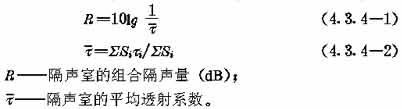 R=10lg 1/τ̄ (4.3.4—1)
τ̄=ΣSᵢτᵢ/ΣSᵢ (4.3.4—2)
R——隔声室的组合隔声量（dB）；
τ̄——隔声室的平均透射系数。